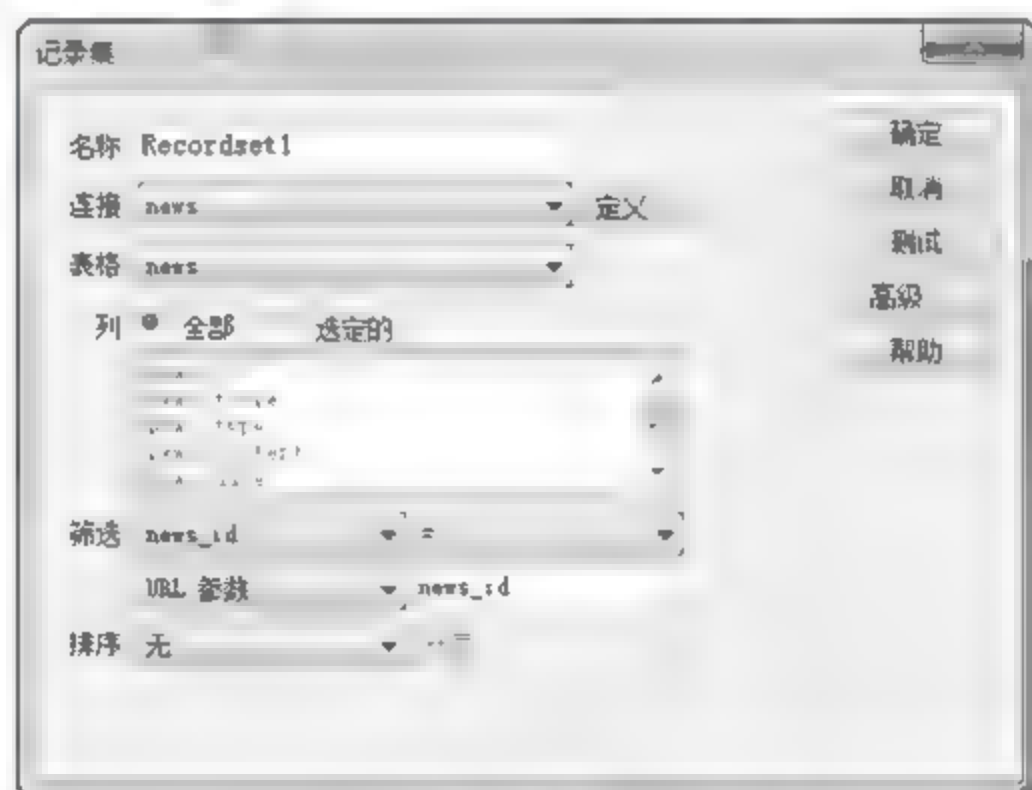 记录集
名称 Recordset1
连接 news 定义
表格 news
列 全部 选定的
筛选 news_id =
URL 参数 news_id
排序 无
确定
取消
测试
高级
帮助